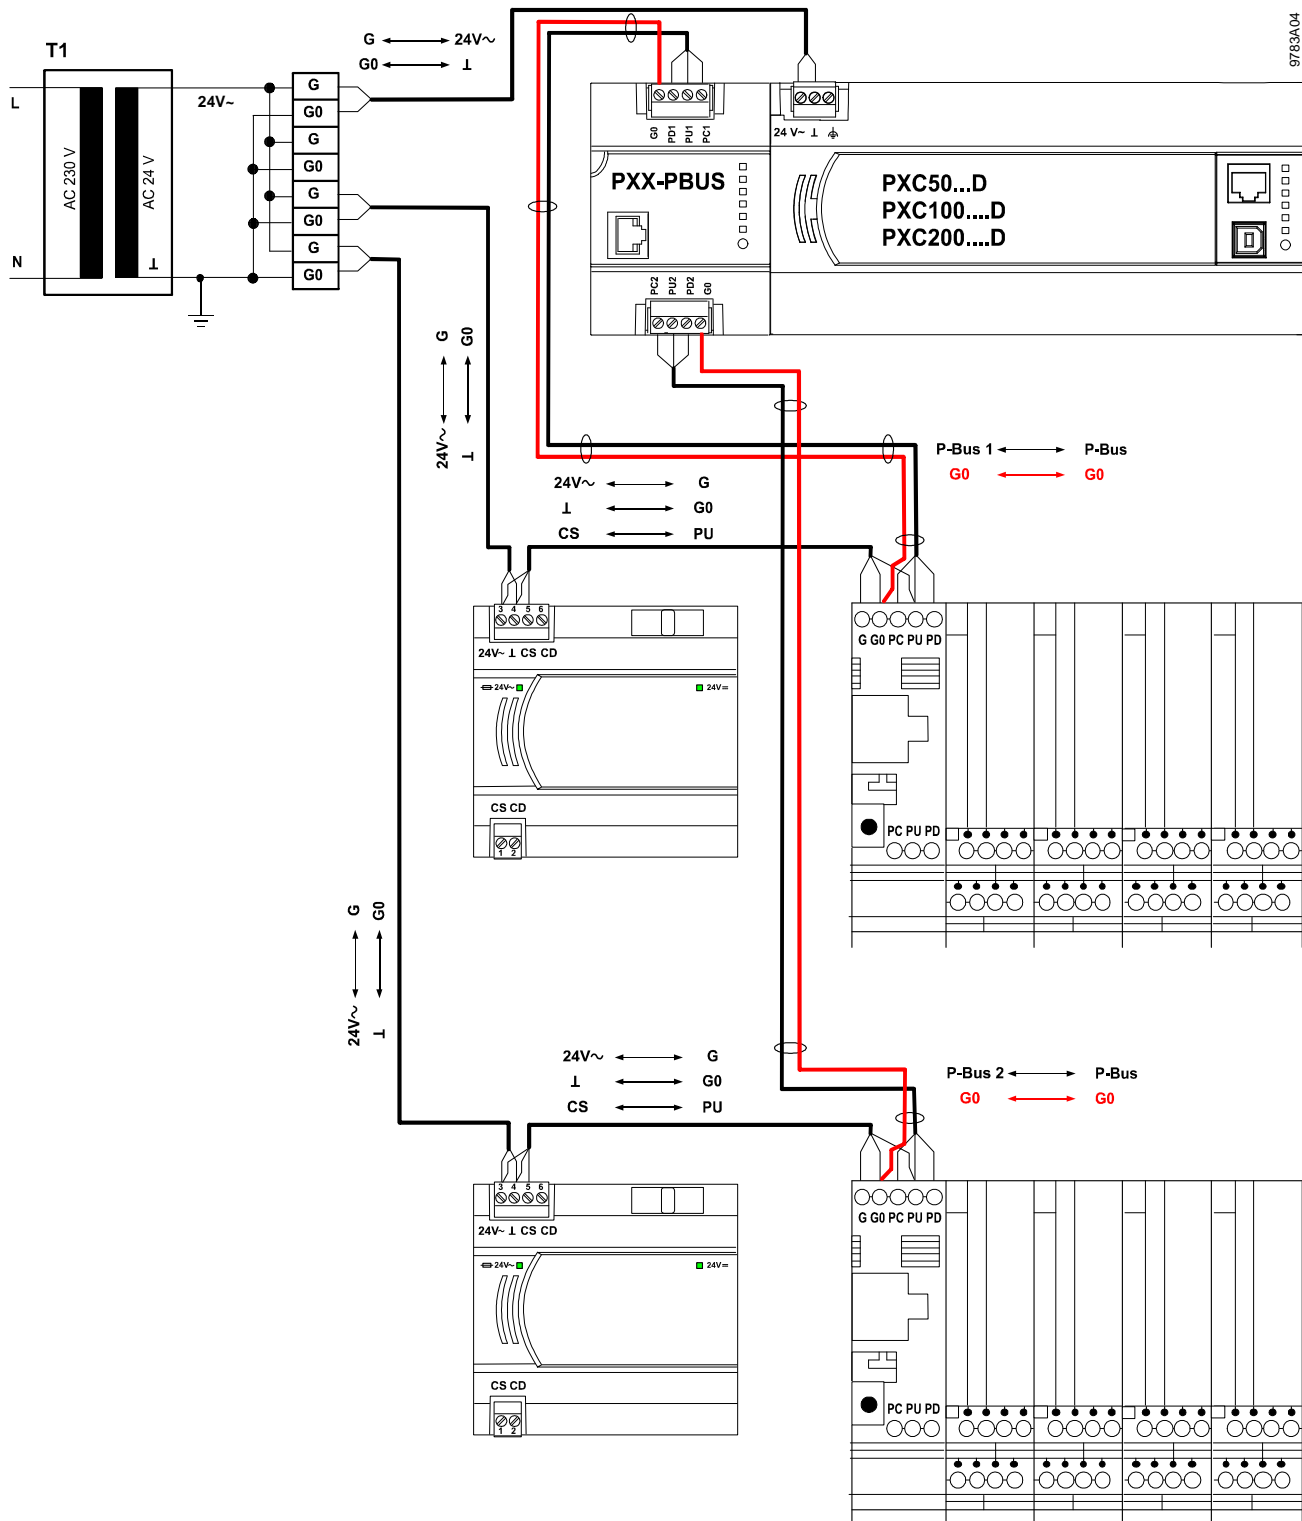 9783A04
T1
L
N
AC 230 V
AC 24 V
⊥
24V~
G
G0
G
G0
G
G0
G
G0
G 24V~
G0 ⊥
G0 PD1 PU1 PC1
24 V~ ⊥
PXX-PBUS
PXC50...D
PXC100....D
PXC200....D
PC2 PU2 PD2 G0
G G0
24V~ ⊥
P-Bus 1 P-Bus
G0 G0
24V~ G
⊥ G0
CS PU
3 4 5 6
24V~ ⊥ CS CD
24V~ 24V=
CS CD
1 2
G G0 PC PU PD
PC PU PD
G G0
24V~ ⊥
24V~ G
⊥ G0
CS PU
P-Bus 2 P-Bus
G0 G0
3 4 5 6
24V~ ⊥ CS CD
24V~ 24V=
CS CD
1 2
G G0 PC PU PD
PC PU PD